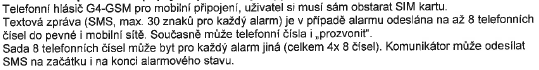 Telefonní hlásič G4-GSM pro mobilní připojení, uživatel si musí sám obstarat SIM kartu.
Textová zpráva (SMS, max. 30 znaků pro každý alarm) je v případě alarmu odeslána na až 8 telefonních
čísel do pevné i mobilní sítě. Současně může telefonní čísla i „prozvonit".
Sada 8 telefonních čísel může byt pro každý alarm jiná (celkem 4x 8 čísel). Komunikátor může odesílat
SMS na začátku i na konci alarmového stavu.